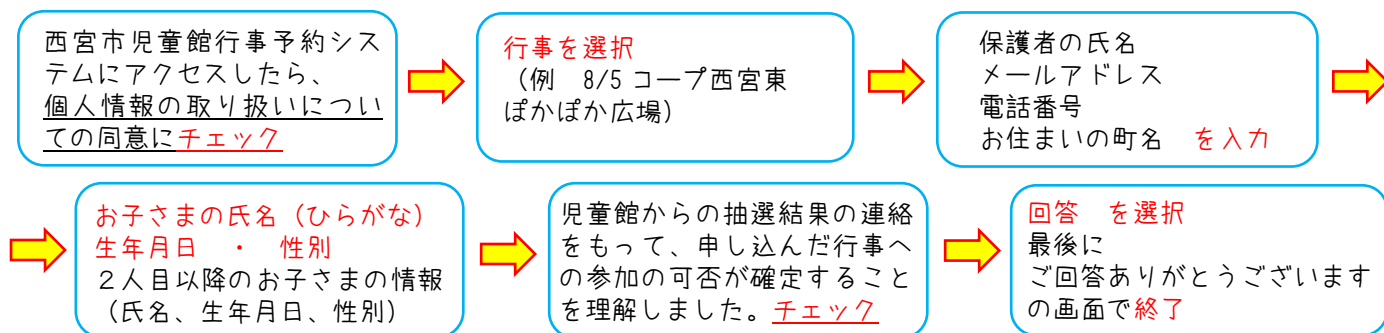 西宮市児童館行事予約シス
テムにアクセスしたら、
個人情報の取り扱いについ
ての同意にチェック
行事を選択
（例　8/5 コープ西宮東
ぽかぽか広場）
保護者の氏名
メールアドレス
電話番号
お住まいの町名　を入力
お子さまの氏名（ひらがな）
生年月日　・　性別
２人目以降のお子さまの情報
（氏名、生年月日、性別）
児童館からの抽選結果の連絡
をもって、申し込んだ行事へ
の参加の可否が確定すること
を理解しました。チェック
回答　を選択
最後に
ご回答ありがとうございます
の画面で終了